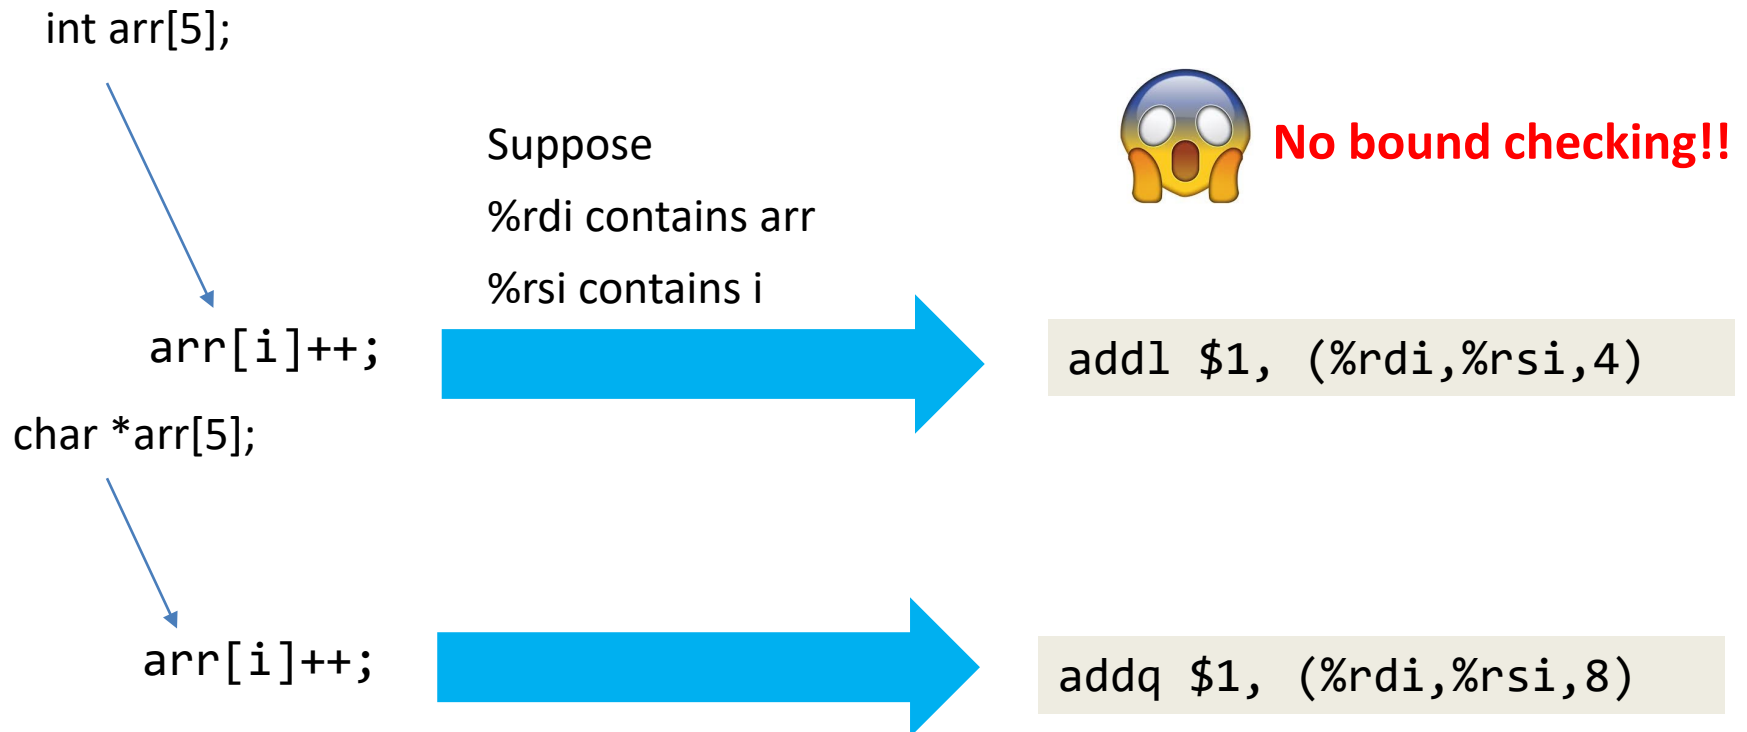 int arr[5];
Suppose
No bound checking!!
%rdi contains arr
%rsi contains i
arr[i]++;
addl $1, (%rdi,%rsi,4)
char *arr[5];
arr[i]++;
addq $1, (%rdi,%rsi,8)